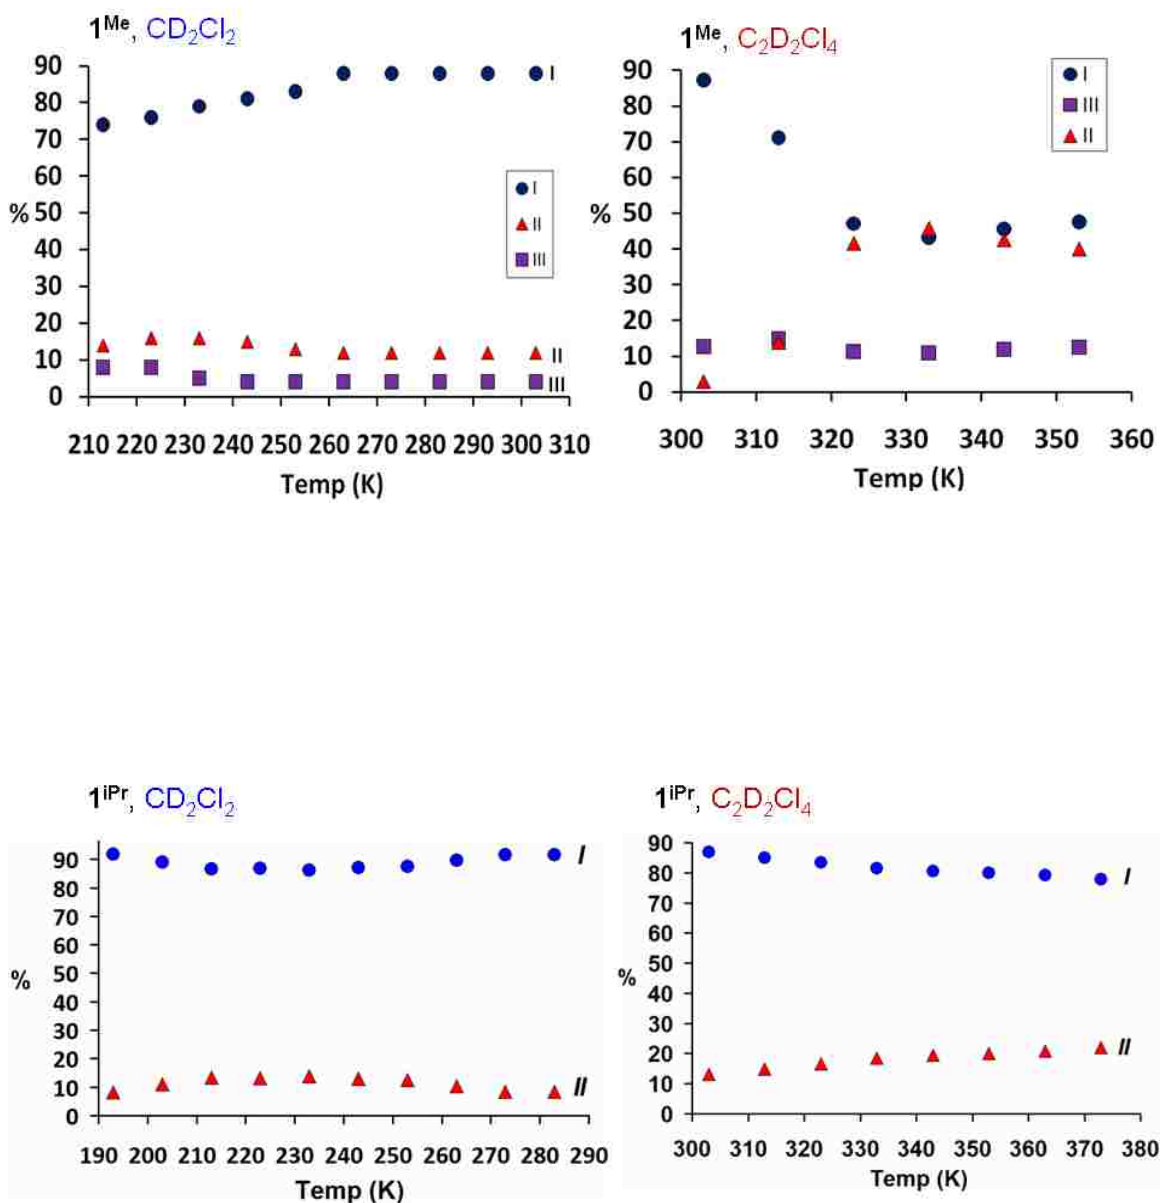 1Me, CD2Cl2
90
80
70
60
50
40
30
20
10
0
%
I
II
III
I
II
III
210 220 230 240 250 260 270 280 290 300 310
Temp (K)
1Me, C2D2Cl4
90
80
70
60
50
40
30
20
10
0
%
I
III
II
300 310 320 330 340 350 360
Temp (K)
1iPr, CD2Cl2
90
80
70
60
50
40
30
20
10
0
%
I
II
190 200 210 220 230 240 250 260 270 280 290
Temp (K)
1iPr, C2D2Cl4
90
80
70
60
50
40
30
20
10
0
%
I
II
300 310 320 330 340 350 360 370 380
Temp (K)